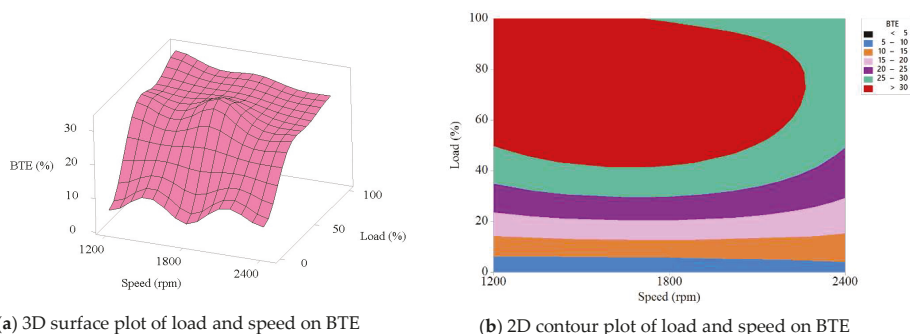 30
20
BTE (%)
10
0
1200
1800
2400
Speed (rpm)
0
50
100
Load (%)
(a) 3D surface plot of load and speed on BTE
100
80
60
40
20
0
Load (%)
1200
1800
2400
Speed (rpm)
BTE
< 5
5 – 10
10 – 15
15 – 20
20 – 25
25 – 30
> 30
(b) 2D contour plot of load and speed on BTE